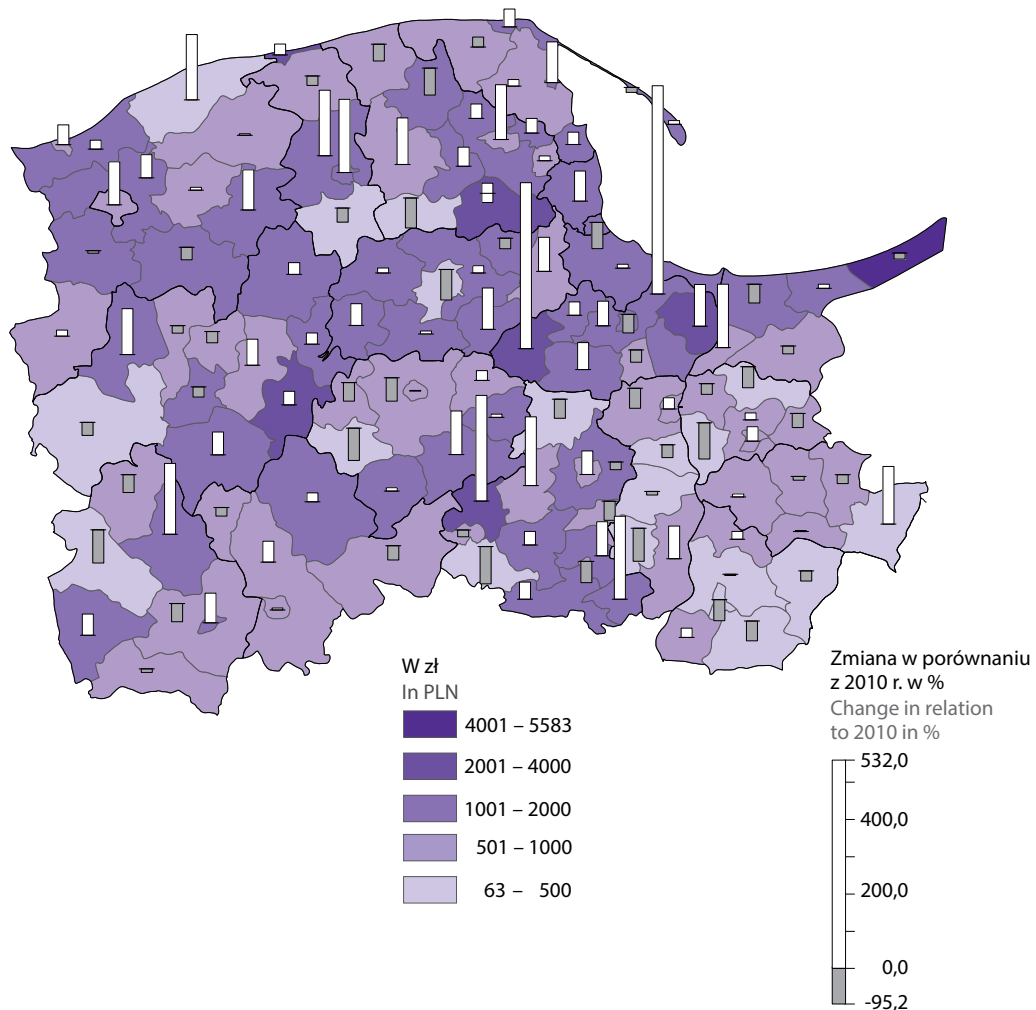 W zł
In PLN
4001 – 5583
2001 – 4000
1001 – 2000
501 – 1000
63 – 500
Zmiana w porównaniu
z 2010 r. w %
Change in relation
to 2010 in %
532,0
400,0
200,0
0,0
-95,2